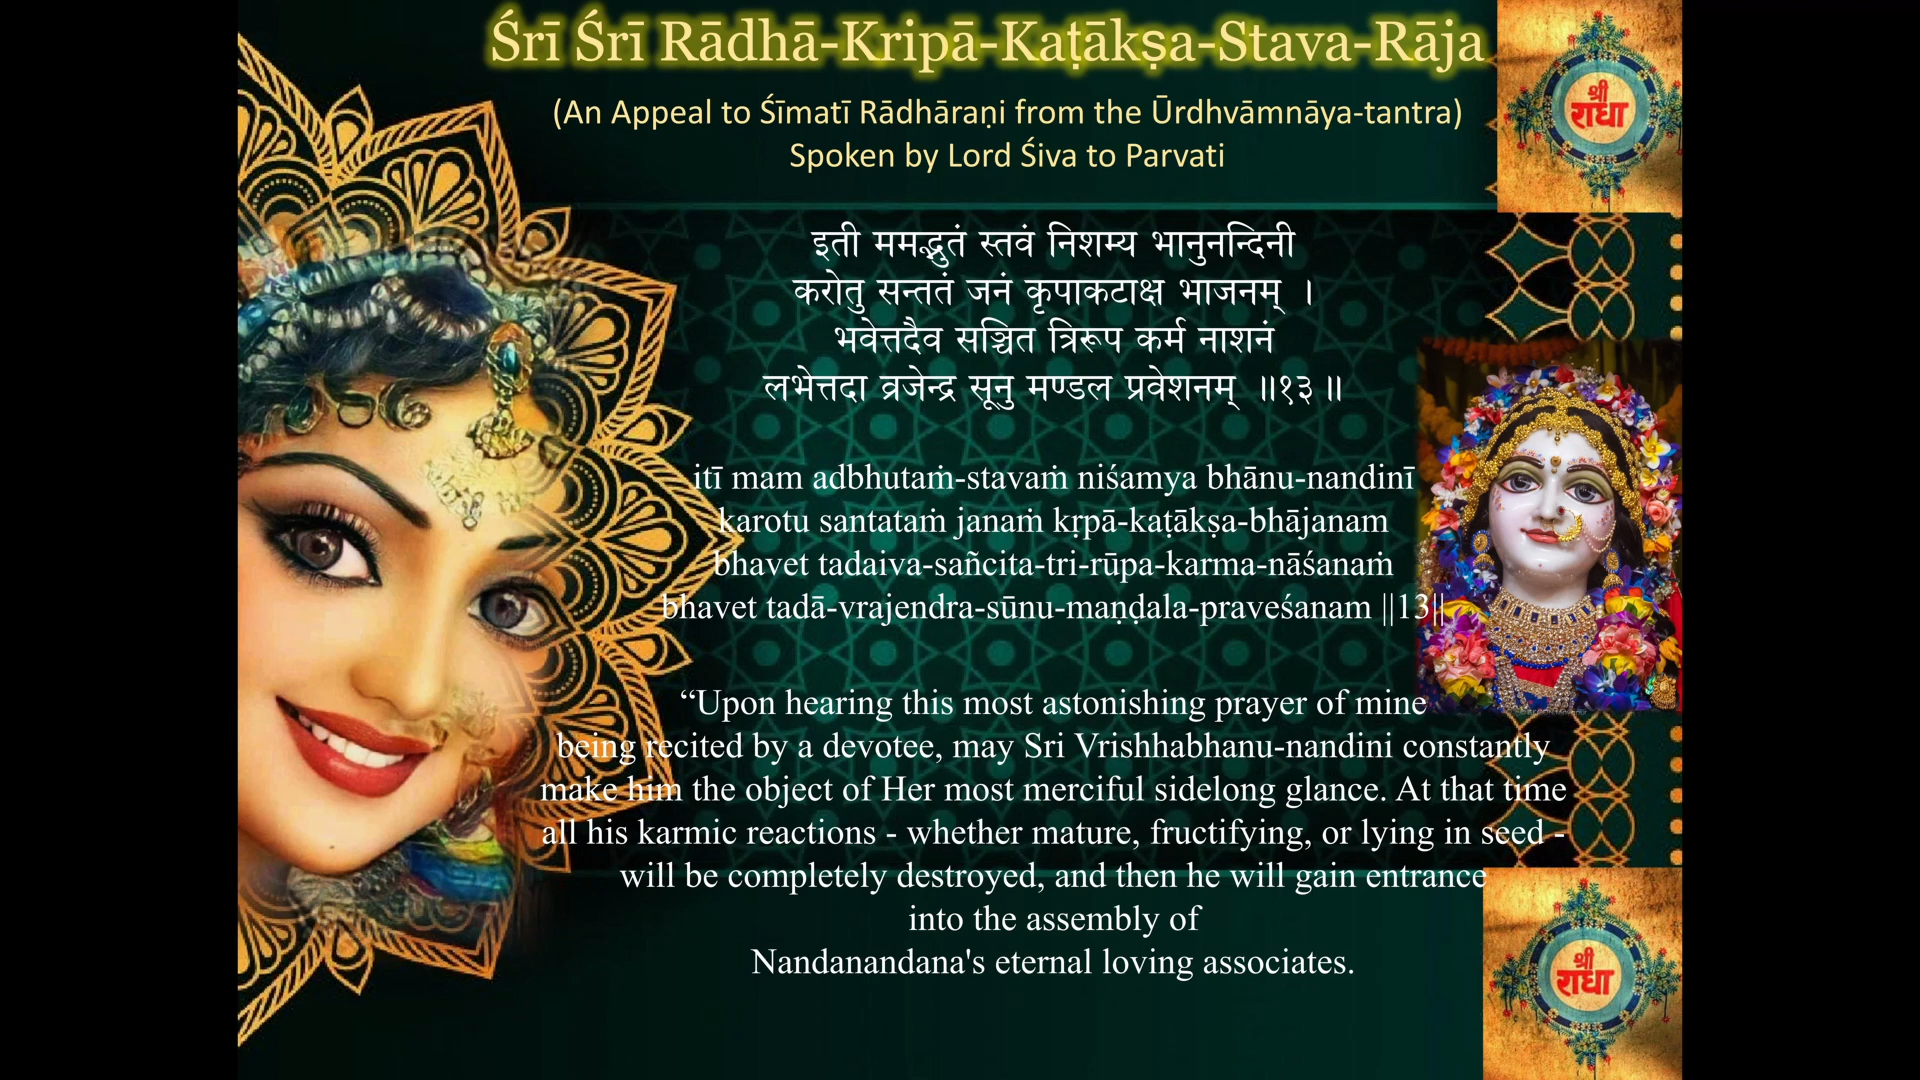 Śrī Śrī Rādhā-Kripā-Kaṭākṣa-Stava-Rāja
(An Appeal to Śīmatī Rādhāraṇi from the Ūrdhvāmnāya-tantra)
Spoken by Lord Śiva to Parvati
श्री
राधा
इती ममद्भुतं स्तवं निशम्य भानुनन्दिनी
करोतु सन्ततं जनं कृपाकटाक्ष भाजनम् ।
भवेत्तदैव सञ्चित त्रिरूप कर्म नाशनं
लभेत्तदा व्रजेन्द्र सूनु मण्डल प्रवेशनम् ॥१३॥
itī mam adbhutaṁ-stavaṁ niśamya bhānu-nandinī
karotu santataṁ janaṁ kṛpā-kaṭākṣa-bhājanam
bhavet tadaiva-sañcita-tri-rūpa-karma-nāśanaṁ
bhavet tadā-vrajendra-sūnu-maṇḍala-praveśanam ||13||
“Upon hearing this most astonishing prayer of mine
being recited by a devotee, may Sri Vrishhabhanu-nandini constantly
make him the object of Her most merciful sidelong glance. At that time
all his karmic reactions - whether mature, fructifying, or lying in seed -
will be completely destroyed, and then he will gain entrance
into the assembly of
Nandanandana's eternal loving associates.
श्री
राधा